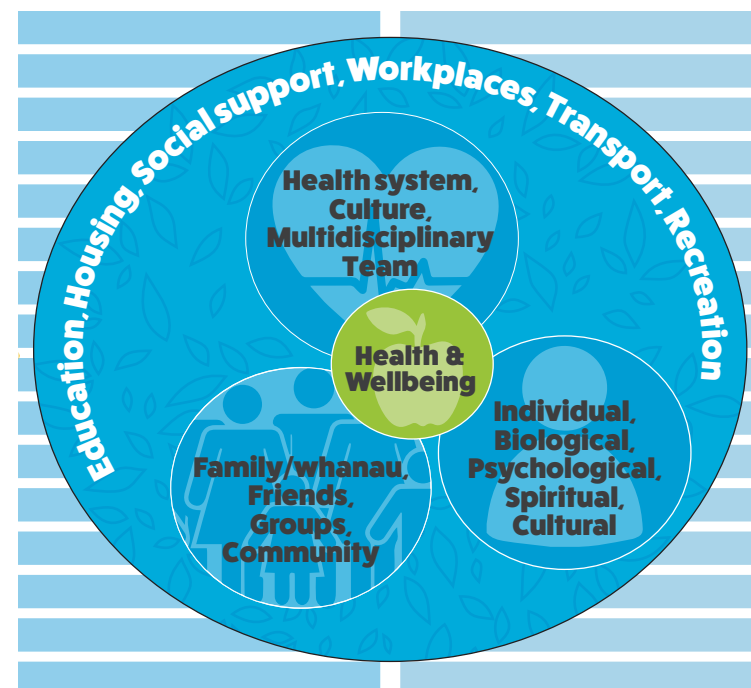 Education, Housing, Social support, Workplaces, Transport, Recreation
Health system,
Culture,
Multidisciplinary
Team
Health &
Wellbeing
Individual,
Biological,
Psychological,
Spiritual,
Cultural
Family/whanau,
Friends,
Groups,
Community